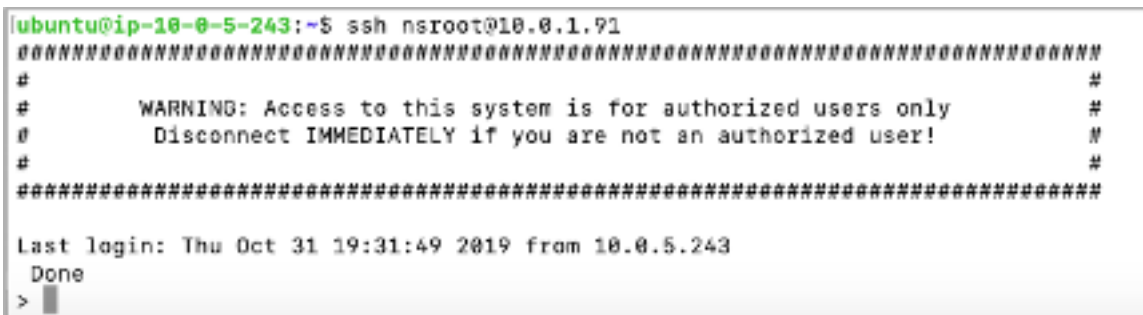 ubuntu@ip-10-0-5-243:~$ ssh nsroot@10.0.1.91
###############################################################################
#                                                                             #
#        WARNING: Access to this system is for authorized users only          #
#         Disconnect IMMEDIATELY if you are not an authorized user!           #
#                                                                             #
###############################################################################
Last login: Thu Oct 31 19:31:49 2019 from 10.0.5.243
 Done
>